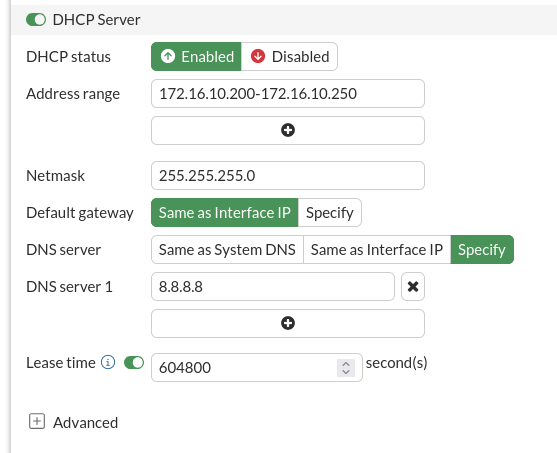 DHCP Server
DHCP status Enabled Disabled
Address range 172.16.10.200-172.16.10.250
Netmask 255.255.255.0
Default gateway Same as Interface IP Specify
DNS server Same as System DNS Same as Interface IP Specify
DNS server 1 8.8.8.8
Lease time 604800 second(s)
Advanced